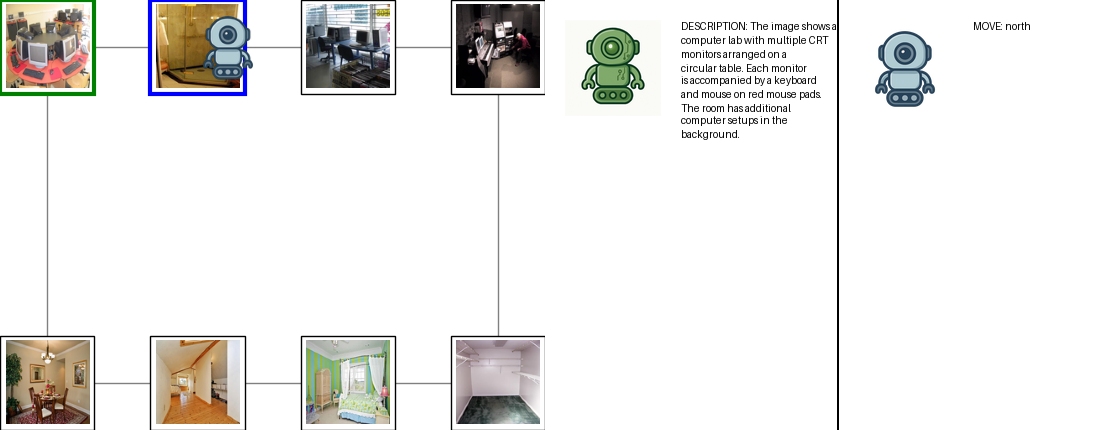 DESCRIPTION: The image shows a
computer lab with multiple CRT
monitors arranged on a
circular table. Each monitor
is accompanied by a keyboard
and mouse on red mouse pads.
The room has additional
computer setups in the
background.
MOVE: north